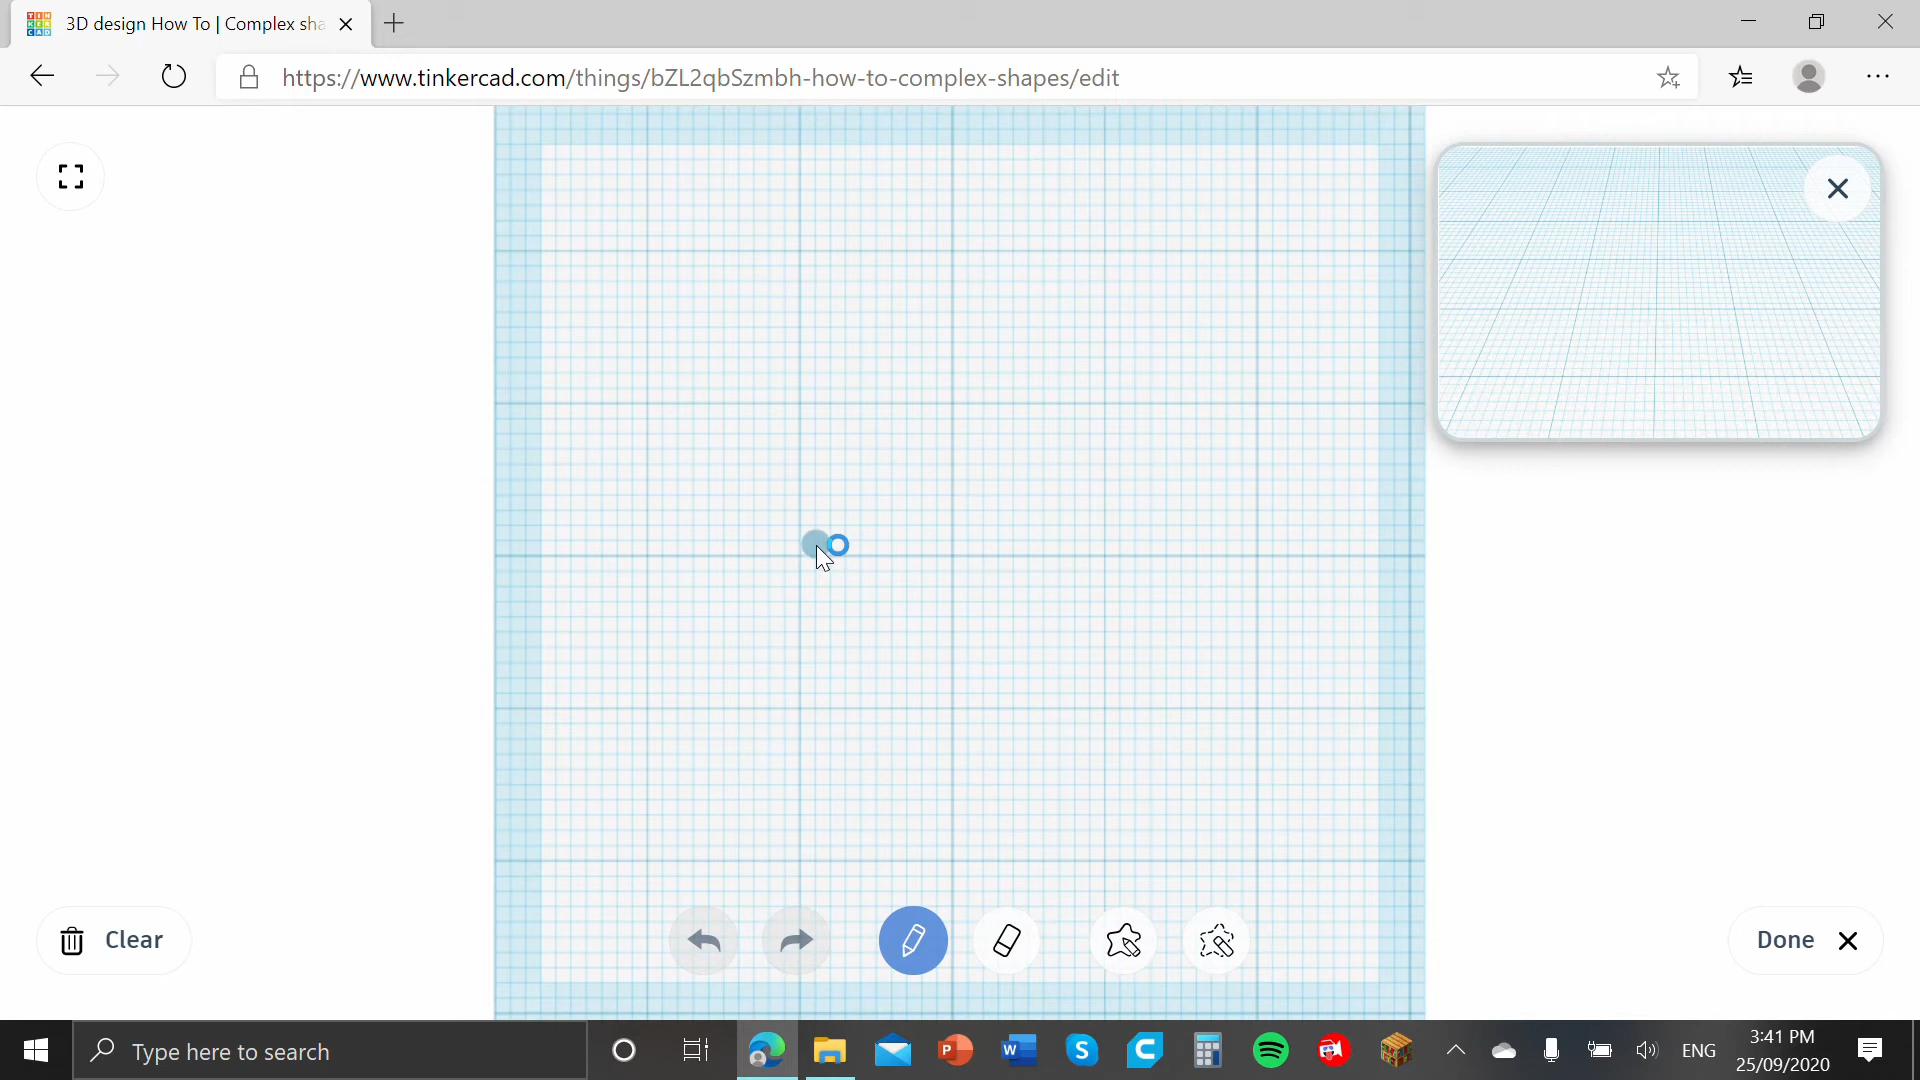 3D design How To | Complex sha
https://www.tinkercad.com/things/bZL2qbSzmbh-how-to-complex-shapes/edit
Clear
Done
Type here to search
ENG
3:41 PM
25/09/2020